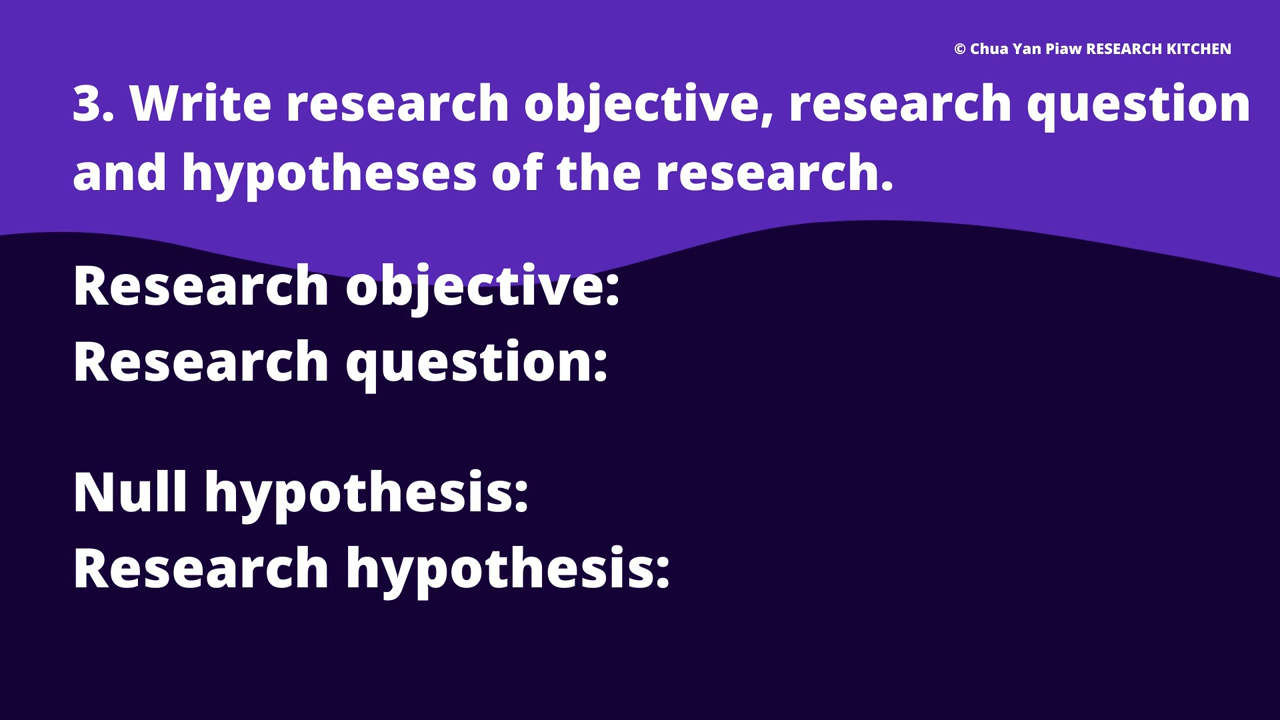 © Chua Yan Piaw RESEARCH KITCHEN
3. Write research objective, research question
and hypotheses of the research.
Research objective:
Research question:
Null hypothesis:
Research hypothesis: